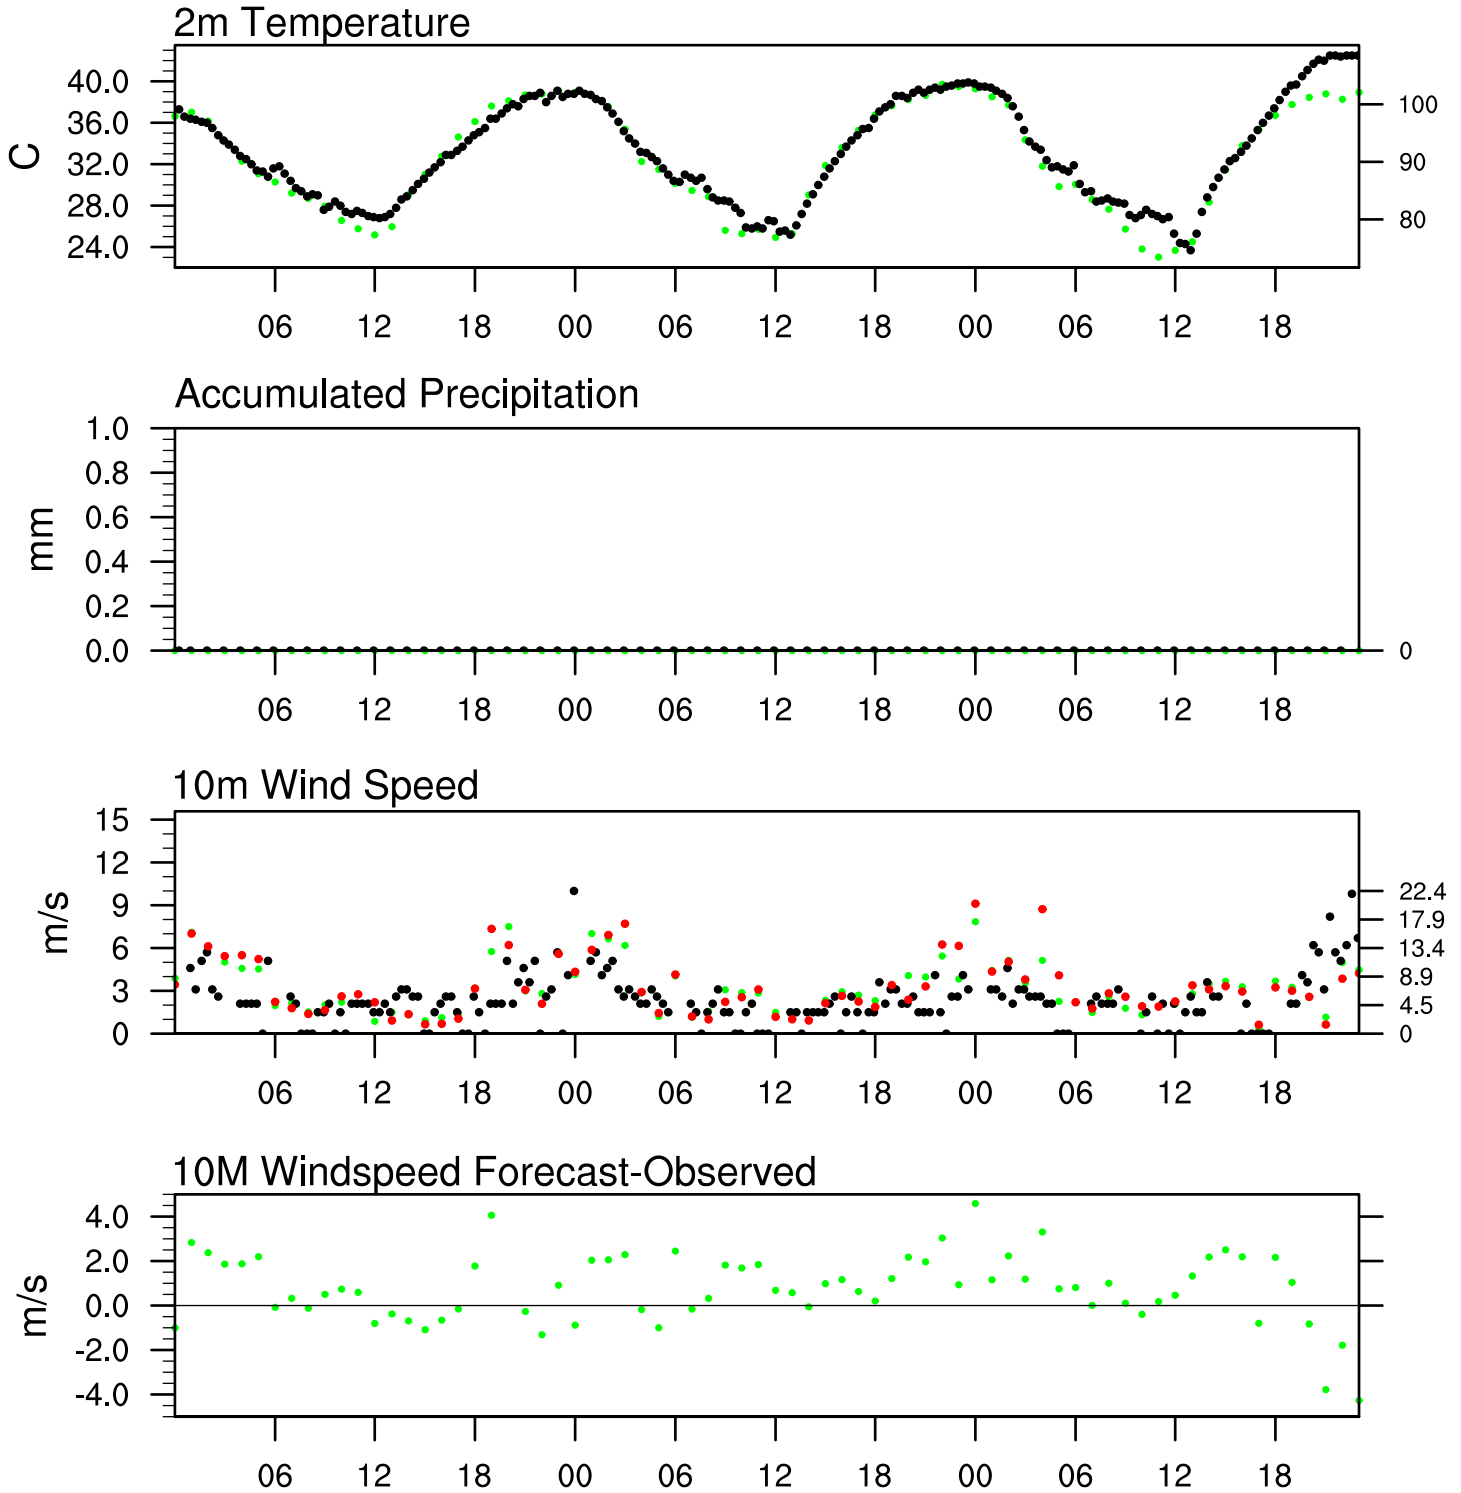 2m Temperature
C
40.0
36.0
32.0
28.0
24.0
100
90
80
06 12 18 00 06 12 18 00 06 12 18
Accumulated Precipitation
mm
1.0
0.8
0.6
0.4
0.2
0.0
0
06 12 18 00 06 12 18 00 06 12 18
10m Wind Speed
m/s
15
12
9
6
3
0
22.4
17.9
13.4
8.9
4.5
0
06 12 18 00 06 12 18 00 06 12 18
10M Windspeed Forecast-Observed
m/s
4.0
2.0
0.0
-2.0
-4.0
06 12 18 00 06 12 18 00 06 12 18